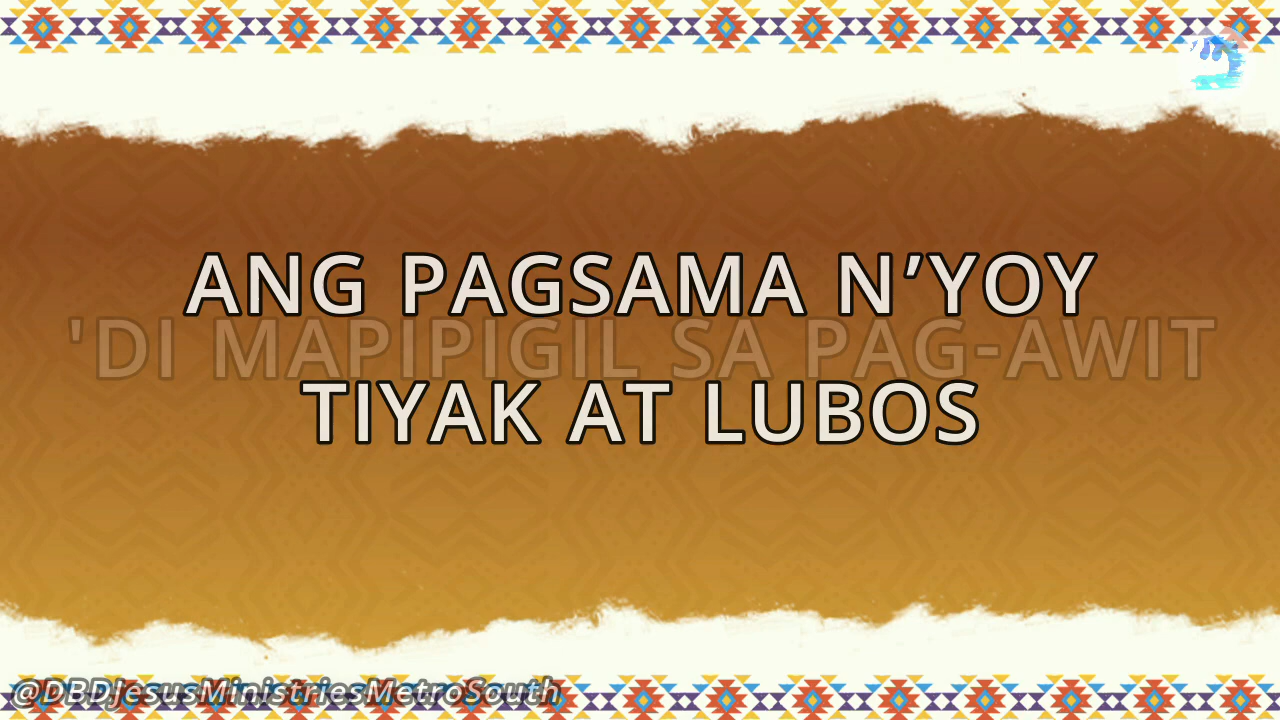 ANG PAGSAMA N’YOY
'DI MAPIPIGIL SA PAG-AWIT
TIYAK AT LUBOS
@DBDJesusMinistriesMetroSouth